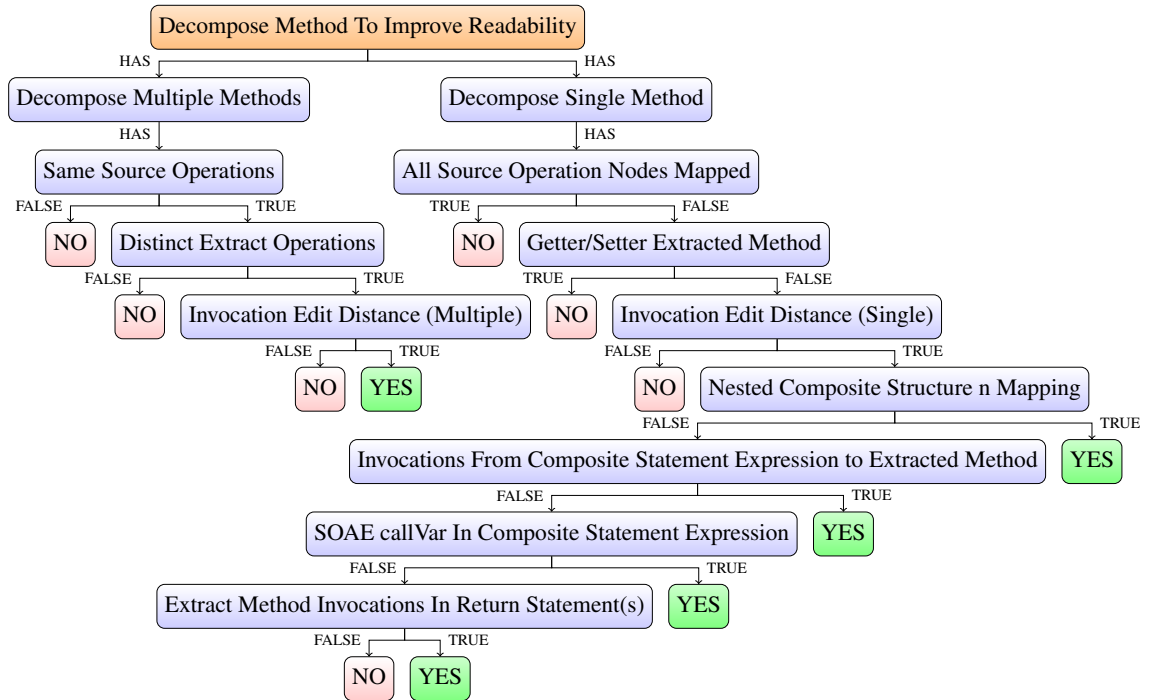 Decompose Method To Improve Readability
HAS HAS
Decompose Multiple Methods Decompose Single Method
HAS HAS
Same Source Operations All Source Operation Nodes Mapped
FALSE TRUE TRUE FALSE
NO Distinct Extract Operations NO Getter/Setter Extracted Method
FALSE TRUE TRUE FALSE
NO Invocation Edit Distance (Multiple) NO Invocation Edit Distance (Single)
FALSE TRUE FALSE TRUE
NO YES NO Nested Composite Structure n Mapping
FALSE TRUE
Invocations From Composite Statement Expression to Extracted Method YES
FALSE TRUE
SOAE callVar In Composite Statement Expression YES
FALSE TRUE
Extract Method Invocations In Return Statement(s) YES
FALSE TRUE
NO YES